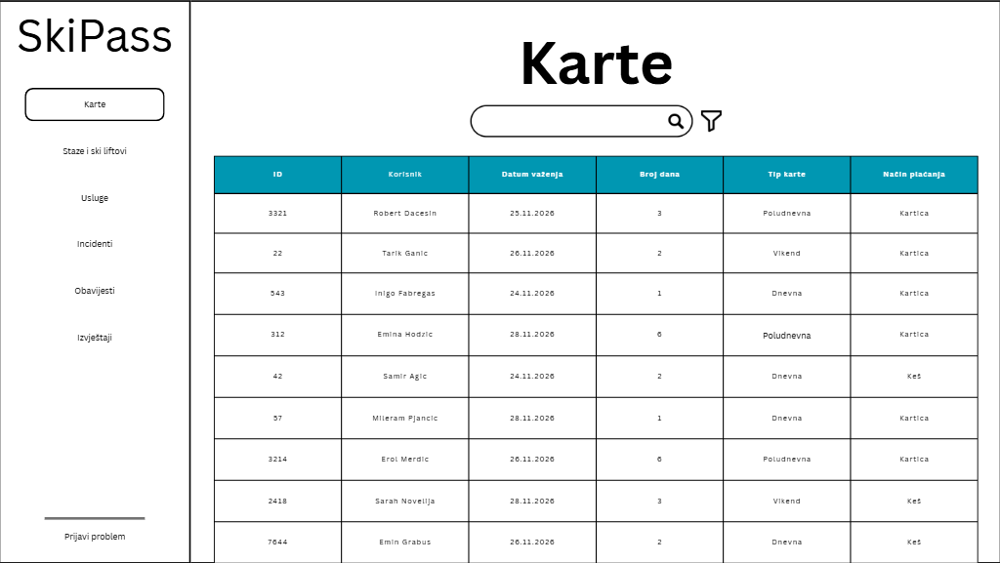 SkiPass
Karte
Staze i ski liftovi
Usluge
Incidenti
Obavijesti
Izvještaji
Prijavi problem
Karte
ID Korisnik Datum važenja Broj dana Tip karte Način plaćanja
3321 Robert Dacesin 25.11.2026 3 Poludnevna Kartica
22 Tarik Ganic 26.11.2026 2 Vikend Kartica
543 Inigo Fabregas 24.11.2026 1 Dnevna Kartica
312 Emina Hodzic 28.11.2026 6 Poludnevna Kartica
42 Samir Agic 24.11.2026 2 Dnevna Keš
57 Mileram Pjancic 28.11.2026 1 Dnevna Kartica
3214 Erol Merdic 26.11.2026 6 Poludnevna Kartica
2418 Sarah Novelija 28.11.2026 3 Vikend Keš
7644 Emin Grabus 26.11.2026 2 Dnevna Keš